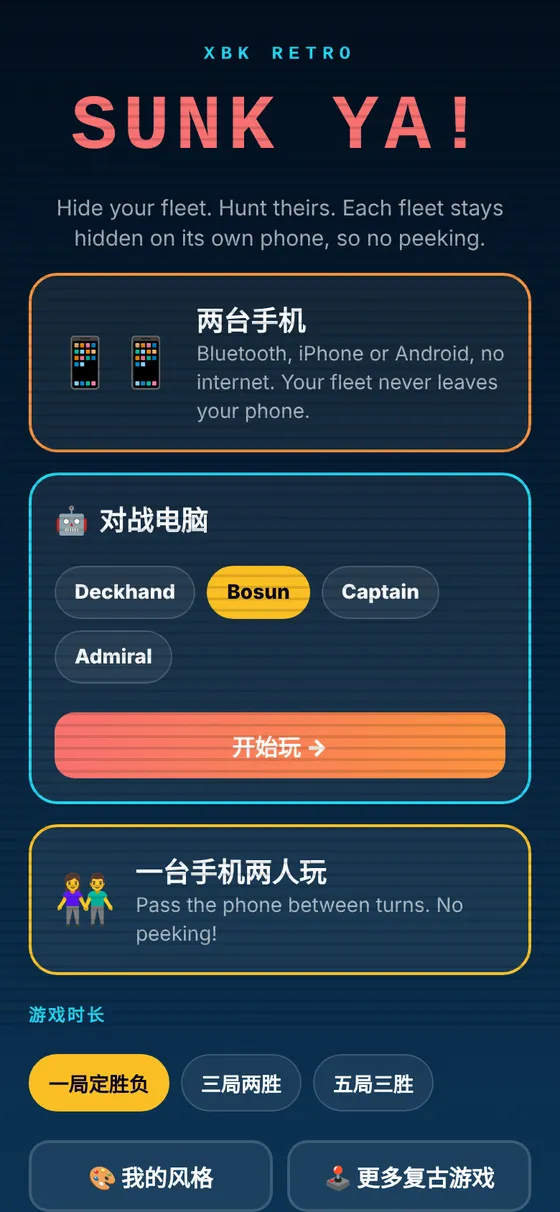 XBK RETRO
SUNK YA!
Hide your fleet. Hunt theirs. Each fleet stays
hidden on its own phone, so no peeking.
两台手机
Bluetooth, iPhone or Android, no
internet. Your fleet never leaves
your phone.
对战电脑
Deckhand
Bosun
Captain
Admiral
开始玩 →
一台手机两人玩
Pass the phone between turns. No
peeking!
游戏时长
一局定胜负
三局两胜
五局三胜
我的风格
更多复古游戏